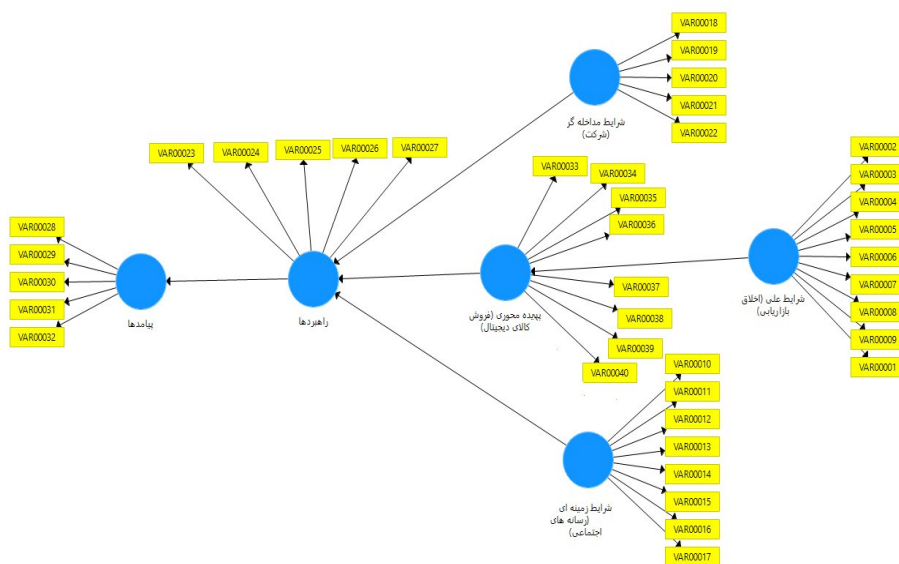 VAR00018
VAR00019
VAR00020
VAR00021
VAR00022
شرایط مداخله گر
(شرکت)
VAR00023
VAR00024
VAR00025
VAR00026
VAR00027
VAR00033
VAR00034
VAR00035
VAR00036
VAR00037
VAR00038
VAR00039
VAR00040
پپیده محوری (فروش
کالای دیجیتال)
VAR00002
VAR00003
VAR00004
VAR00005
VAR00006
VAR00007
VAR00008
VAR00009
VAR00001
شرایط علی (اخلاق
بازاریابی)
VAR00028
VAR00029
VAR00030
VAR00031
VAR00032
پیامدها
راهبردها
VAR00010
VAR00011
VAR00012
VAR00013
VAR00014
VAR00015
VAR00016
VAR00017
شرایط زمینه ای
(رسانه های
اجتماعی)